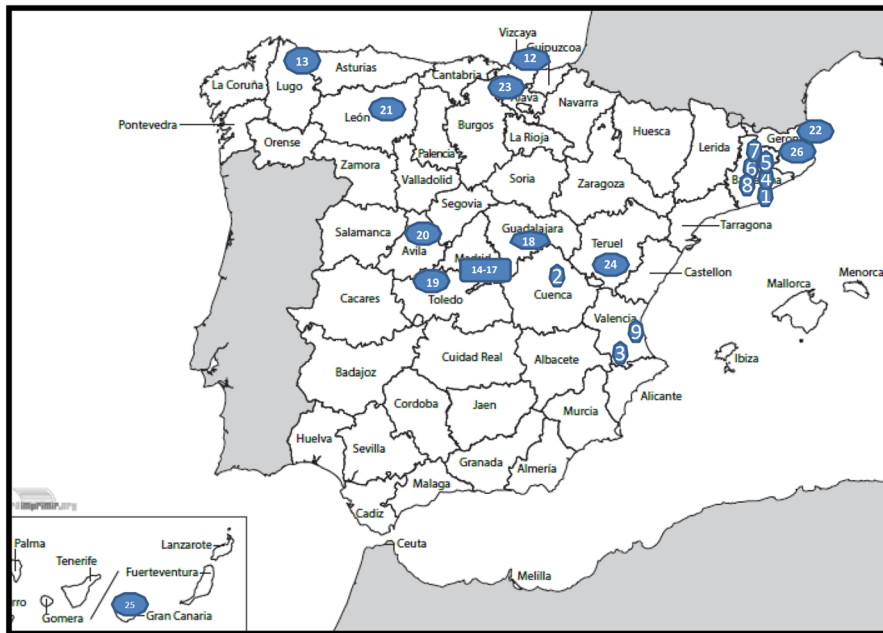 Vizcaya
Guipuzcoa
12
13
Asturias
Cantabria
La Coruña
Lugo
23
Alava
Navarra
21
León
Pontevedra
Burgos
Huesca
22
Orense
La Rioja
Lerida
Gerona
7
26
Palencia
5
Zamora
6
4
Barcelona
Valladolid
Soria
Zaragoza
8
1
Segovia
Salamanca
20
Guadalajara
Tarragona
18
Teruel
Avila
Madrid
14-17
24
Castellon
Menorca
19
2
Mallorca
Cacares
Toledo
Cuenca
Valencia
9
Cuidad Real
3
Albacete
Ibiza
Badajoz
Alicante
Cordoba
Jaen
Murcia
Huelva
Sevilla
Granada
Almería
Malaga
Cadiz
Ceuta
Lanzarote
Palma
Tenerife
Fuerteventura
Melilla
25
Gomera
Gran Canaria